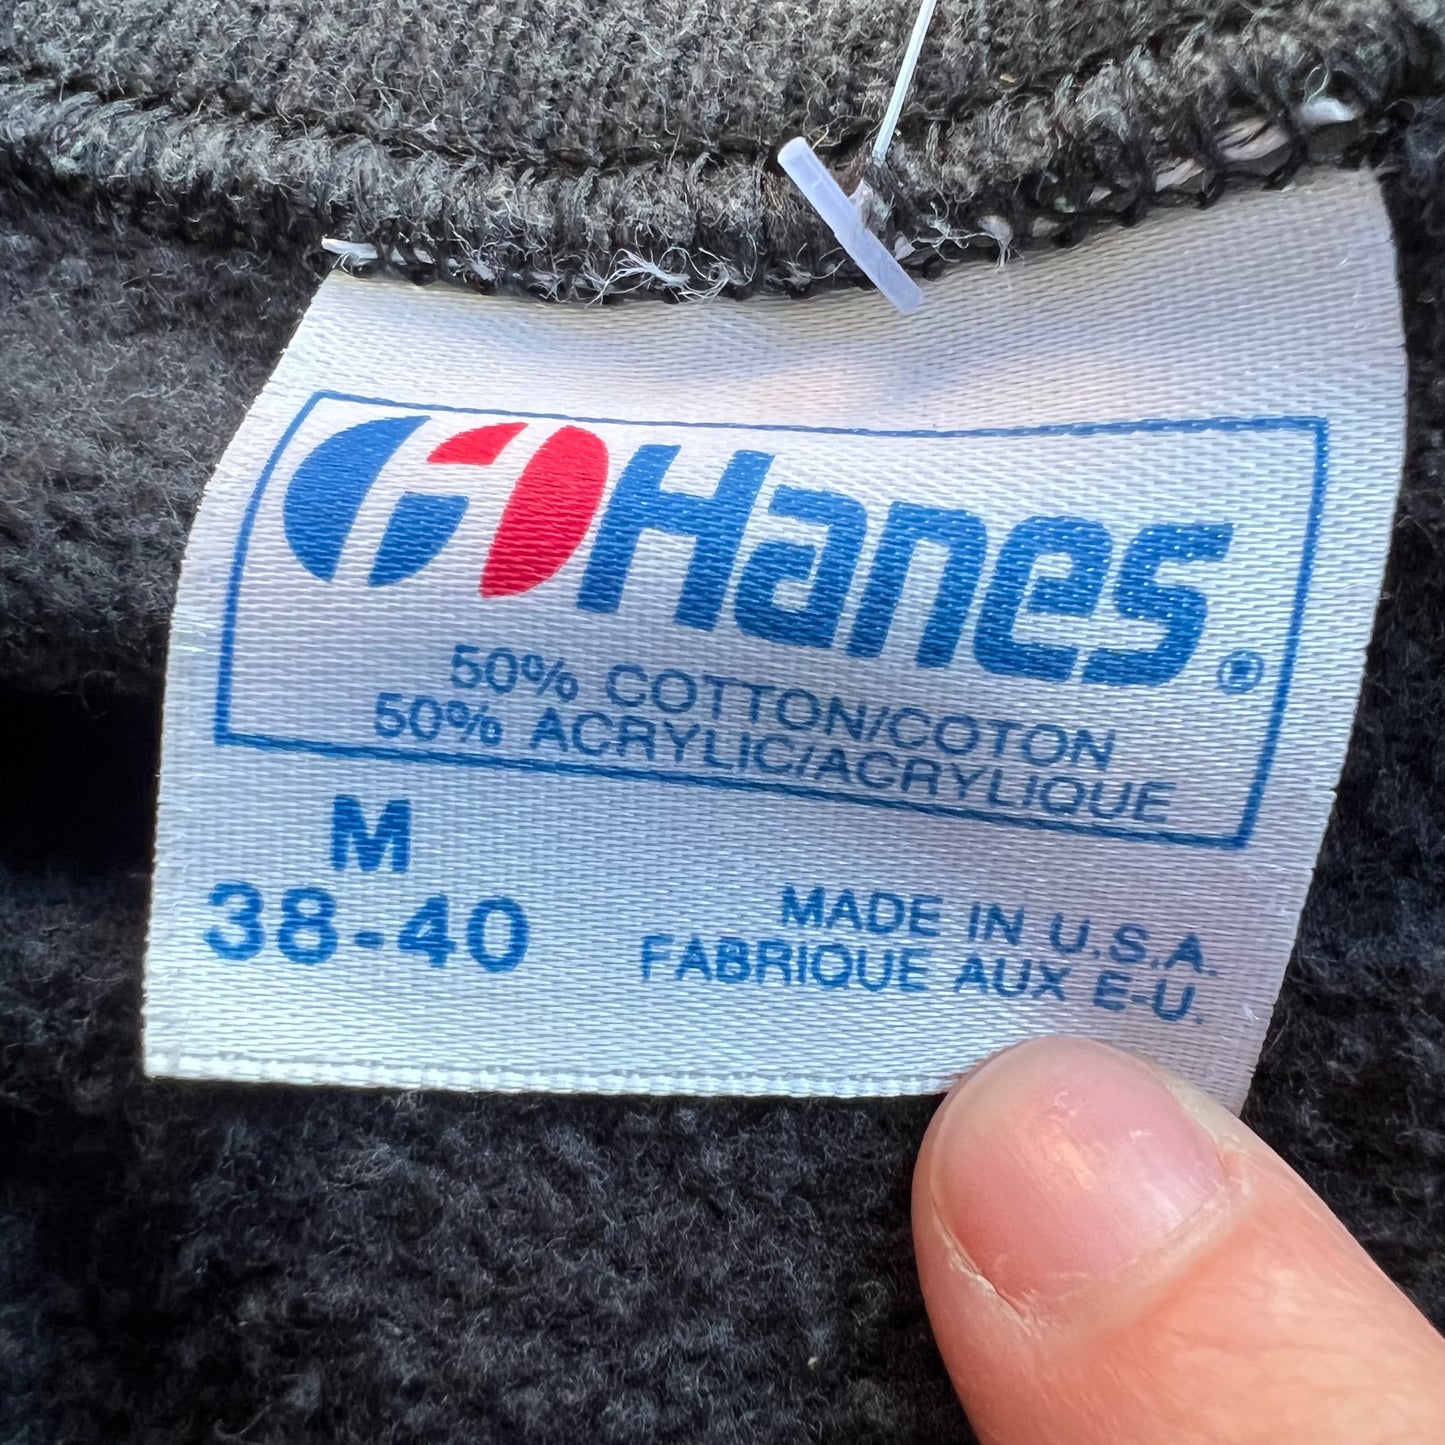 Hanes®
50% COTTON/COTON
50% ACRYLIC/ACRYLIQUE
M
38-40
MADE IN U.S.A.
FABRIQUE AUX E-U.